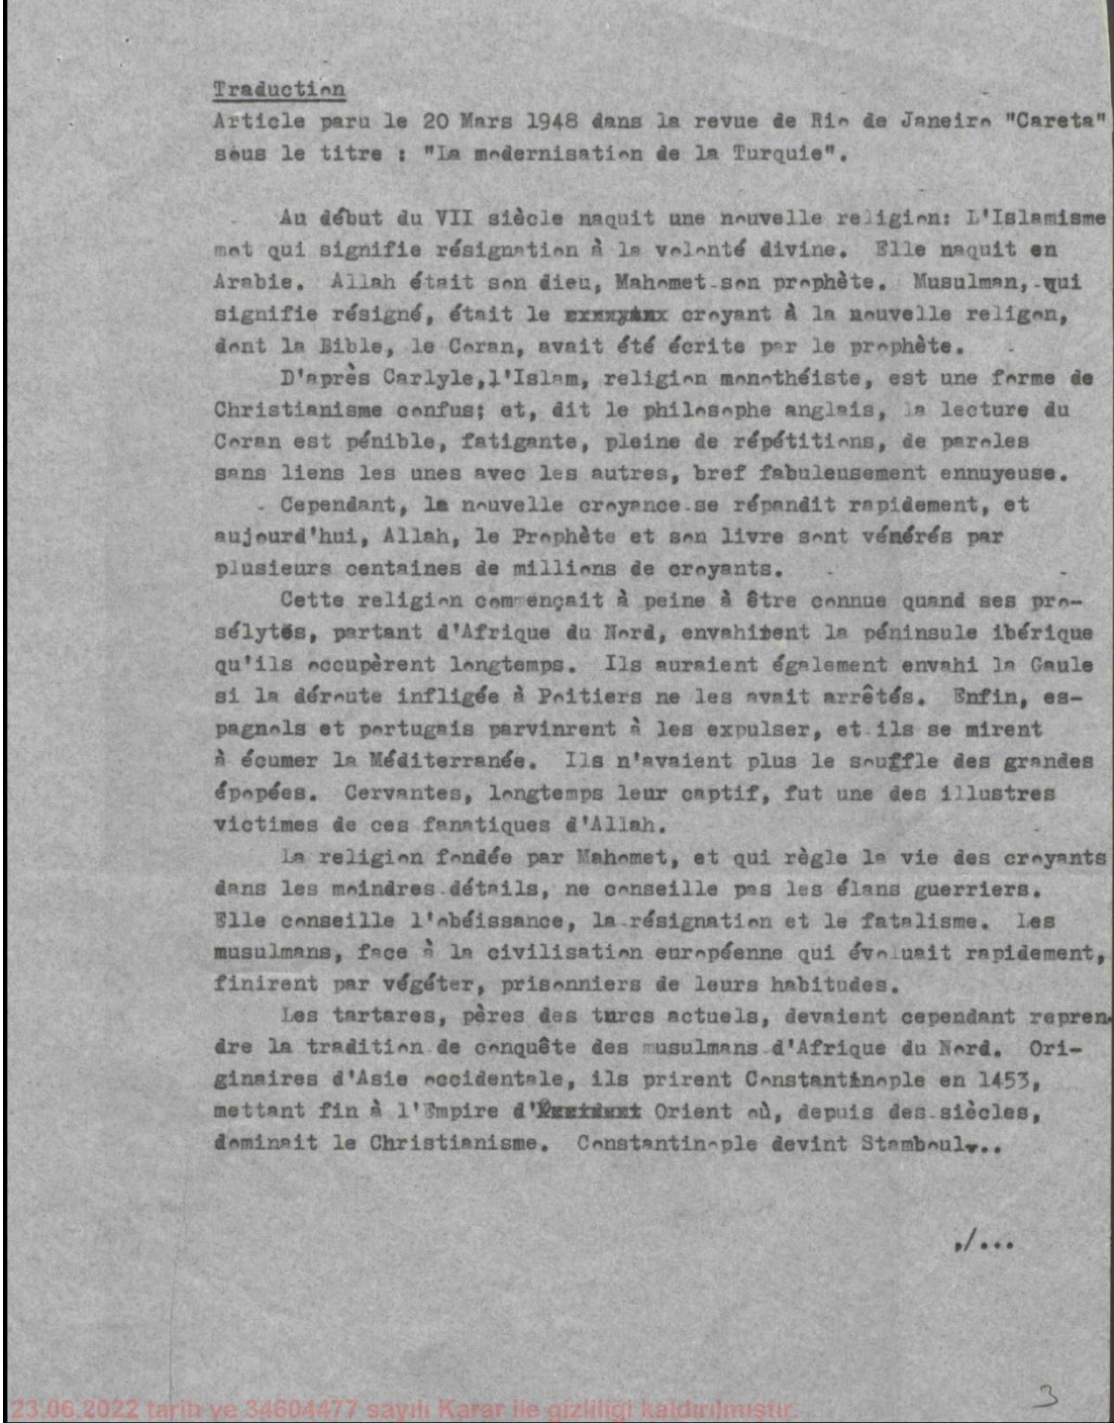 Traduction
Article paru le 20 Mars 1948 dans la revue de Rio de Janeiro "Careta"
sous le titre : "La modernisation de la Turquie".
Au début du VII siècle naquit une nouvelle religion: L'Islamisme
mot qui signifie résignation à la volonté divine. Elle naquit en
Arabie. Allah était son dieu, Mahomet son prophète. Musulman, qui
signifie résigné, était le croyant à la nouvelle religon,
dont la Bible, le Coran, avait été écrite par le prophète.
D'après Carlyle,l'Islam, religion monothéiste, est une forme de
Christianisme confus; et, dit le philosophe anglais, la lecture du
Coran est pénible, fatigante, pleine de répétitions, de paroles
sans liens les unes avec les autres, bref fabuleusement ennuyeuse.
Cependant, la nouvelle croyance se répandit rapidement, et
aujourd'hui, Allah, le Prophète et son livre sont vénérés par
plusieurs centaines de millions de croyants.
Cette religion commençait à peine à être connue quand ses pro-
sélytes, partant d'Afrique du Nord, envahirent la péninsule ibérique
qu'ils occupèrent longtemps. Ils auraient également envahi la Gaule
si la déroute infligée à Poitiers ne les avait arrêtés. Enfin, es-
pagnols et portugais parvinrent à les expulser, et ils se mirent
à écumer la Méditerranée. Ils n'avaient plus le souffle des grandes
épopées. Cervantes, longtemps leur captif, fut une des illustres
victimes de ces fanatiques d'Allah.
La religion fondée par Mahomet, et qui règle la vie des croyants
dans les moindres détails, ne conseille pas les élans guerriers.
Elle conseille l'obéissance, la résignation et le fatalisme. Les
musulmans, face à la civilisation européenne qui évoluait rapidement,
finirent par végéter, prisonniers de leurs habitudes.
Les tartares, pères des turcs actuels, devaient cependant repren-
dre la tradition de conquête des musulmans d'Afrique du Nord. Ori-
ginaires d'Asie occidentale, ils prirent Constantinople en 1453,
mettant fin à l'Empire d' Orient où, depuis des siècles,
dominait le Christianisme. Constantinople devint Stamboul...
./...
3
23.06.2022 tarih ve 34604477 sayılı Karar ile gizliliği kaldırılmıştır.